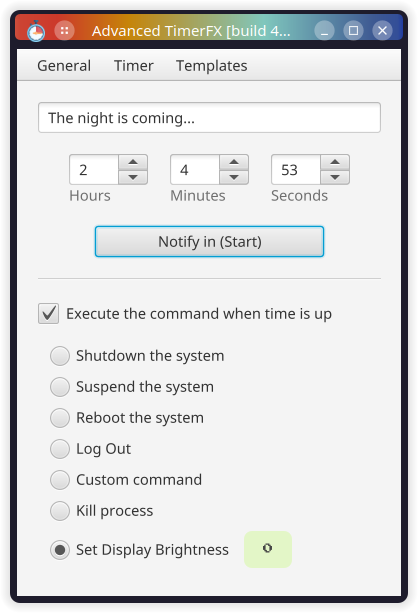 Advanced TimerFX [build 4...
General Timer Templates
The night is coming...
2 4 53
Hours Minutes Seconds
Notify in (Start)
Execute the command when time is up
Shutdown the system
Suspend the system
Reboot the system
Log Out
Custom command
Kill process
Set Display Brightness 0